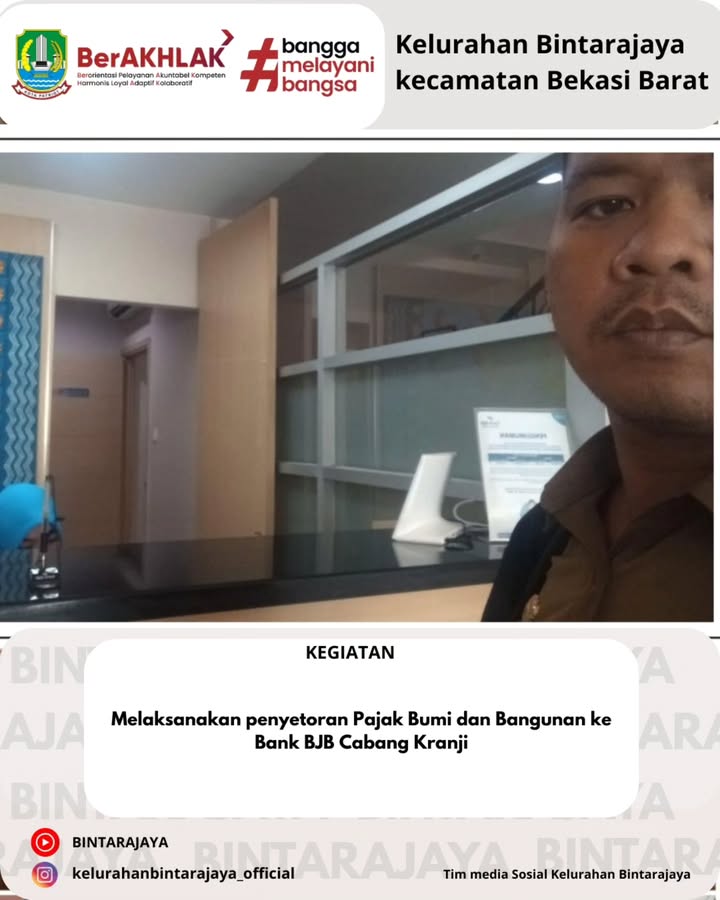 BerAKHLAK
Berorientasi Pelayanan Akuntabel Kompeten
Harmonis Loyal Adaptif Kolaboratif
#bangga
melayani
bangsa
Kelurahan Bintarajaya
kecamatan Bekasi Barat
KEGIATAN
Melaksanakan penyetoran Pajak Bumi dan Bangunan ke
Bank BJB Cabang Kranji
BINTARAJAYA
kelurahanbintarajaya_official
Tim media Sosial Kelurahan Bintarajaya